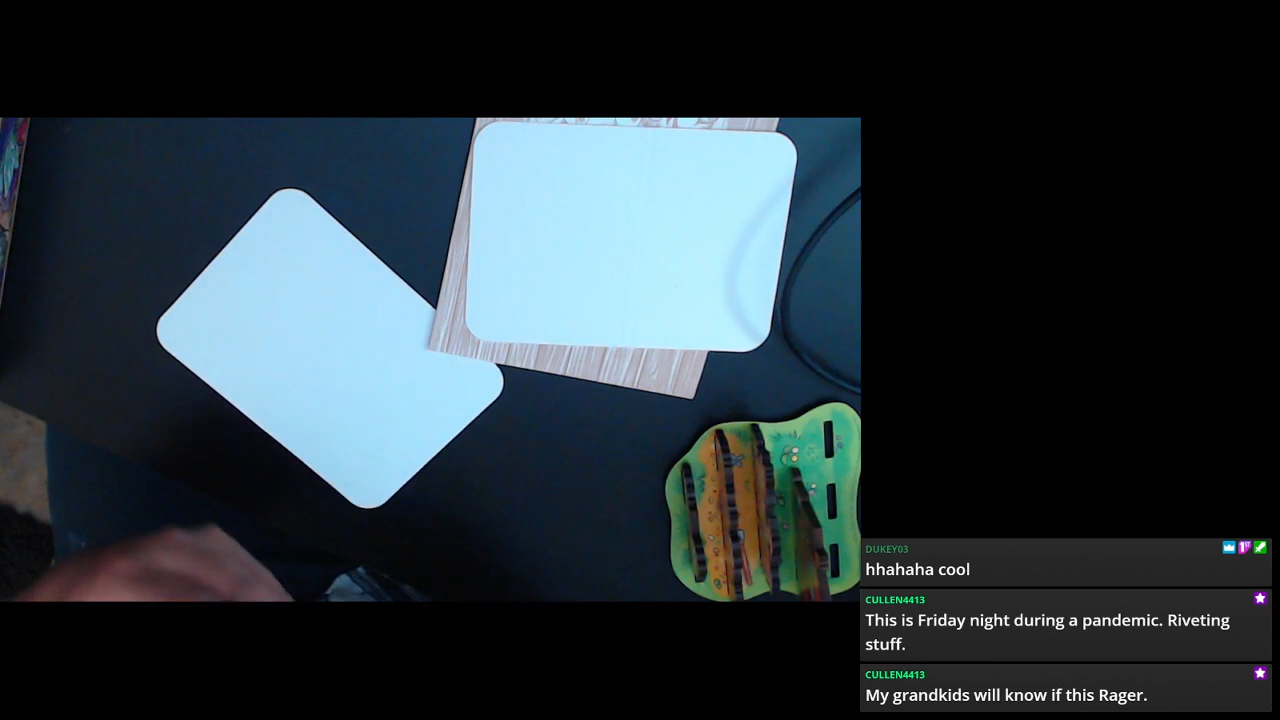 DUKEY03
hhahaha cool
CULLEN4413
This is Friday night during a pandemic. Riveting
stuff.
CULLEN4413
My grandkids will know if this Rager.